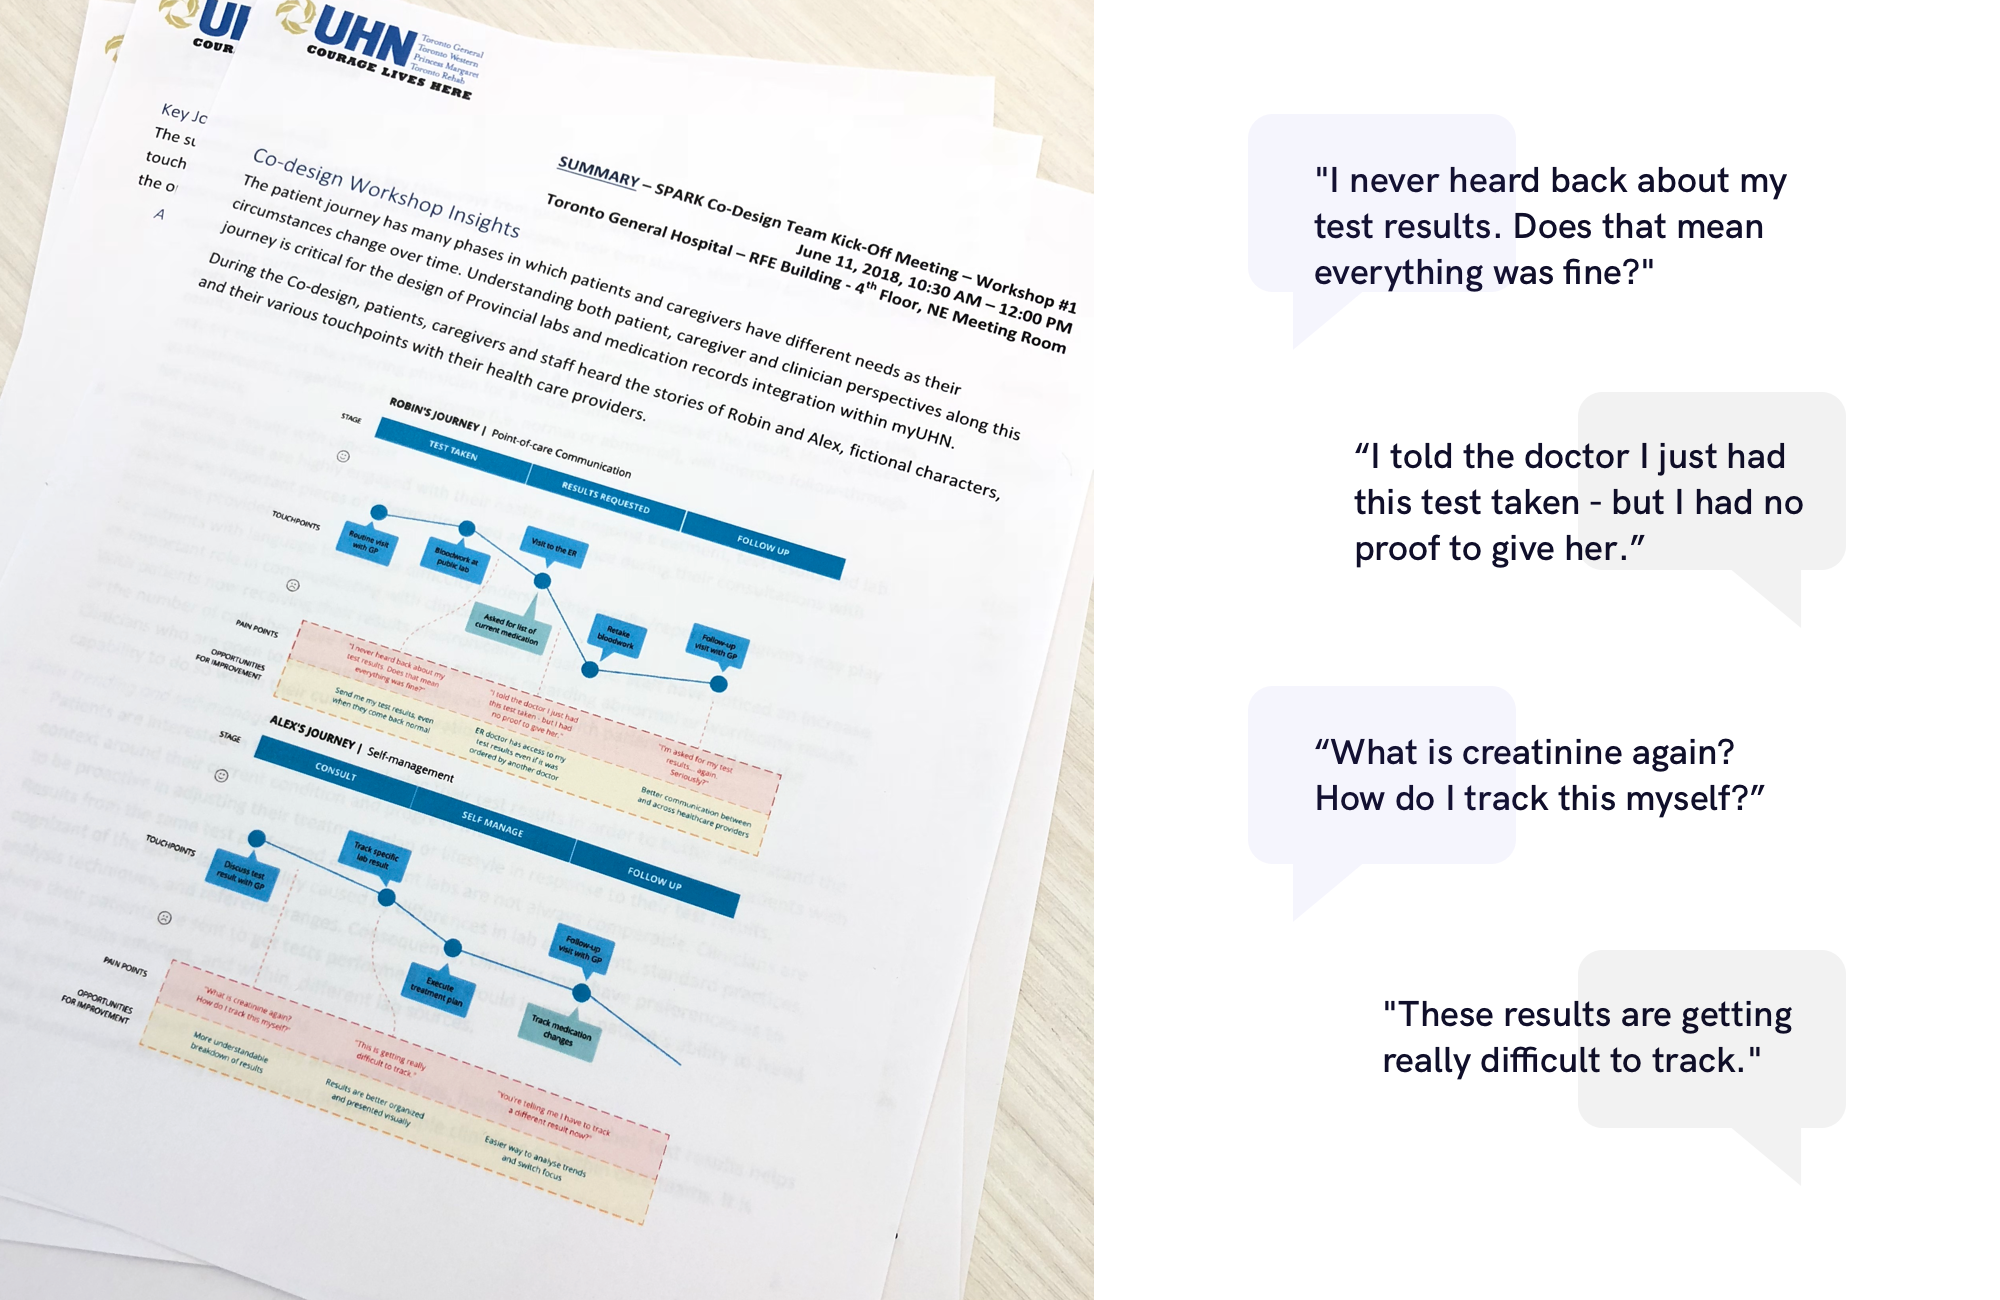 UHN
COURAGE LIVES HERE
Toronto General
Toronto Western
Princess Margaret
Toronto Rehab
UH
COUR
Key Jo
The su
touch
the o
A
SUMMARY – SPARK Co-Design Team Kick-Off Meeting – Workshop #1
June 11, 2018, 10:30 AM – 12:00 PM
Toronto General Hospital – RFE Building - 4th Floor, NE Meeting Room
Co-design Workshop Insights
The patient journey has many phases in which patients and caregivers have different needs as their
circumstances change over time. Understanding both patient, caregiver and clinician perspectives along this
journey is critical for the design of Provincial labs and medication records integration within myUHN.
During the Co-design, patients, caregivers and staff heard the stories of Robin and Alex, fictional characters,
and their various touchpoints with their health care providers.
ROBIN'S JOURNEY | Point-of-care Communication
STAGE
TEST TAKEN
RESULTS REQUESTED
FOLLOW UP
TOUCHPOINTS
Routine visit
with GP
Bloodwork at
public lab
Visit to the ER
Asked for list of
current medication
Retake
bloodwork
Follow-up
visit with GP
PAIN POINTS
"I never heard back about my
test results. Does that mean
everything was fine?"
"I told the doctor I just had
this test taken - but I had
no proof to give her."
"I'm asked for my test
results... again.
Seriously?"
OPPORTUNITIES
FOR IMPROVEMENT
Send me my test results, even
when they come back normal
ER doctor has access to my
test results even if it was
ordered by another doctor
Better communication between
and across healthcare providers
ALEX'S JOURNEY | Self-management
STAGE
CONSULT
SELF MANAGE
FOLLOW UP
TOUCHPOINTS
Discuss test
result with GP
Track specific
lab result
Execute
treatment plan
Follow-up
visit with GP
Track medication
changes
PAIN POINTS
"What is creatinine again?
How do I track this myself?"
"This is getting really
difficult to track."
"You're telling me I have to track
a different result now?"
OPPORTUNITIES
FOR IMPROVEMENT
More understandable
breakdown of results
Results are better organized
and presented visually
Easier way to analyse trends
and switch focus
"I never heard back about my
test results. Does that mean
everything was fine?"
“I told the doctor I just had
this test taken - but I had no
proof to give her.”
“What is creatinine again?
How do I track this myself?”
"These results are getting
really difficult to track."